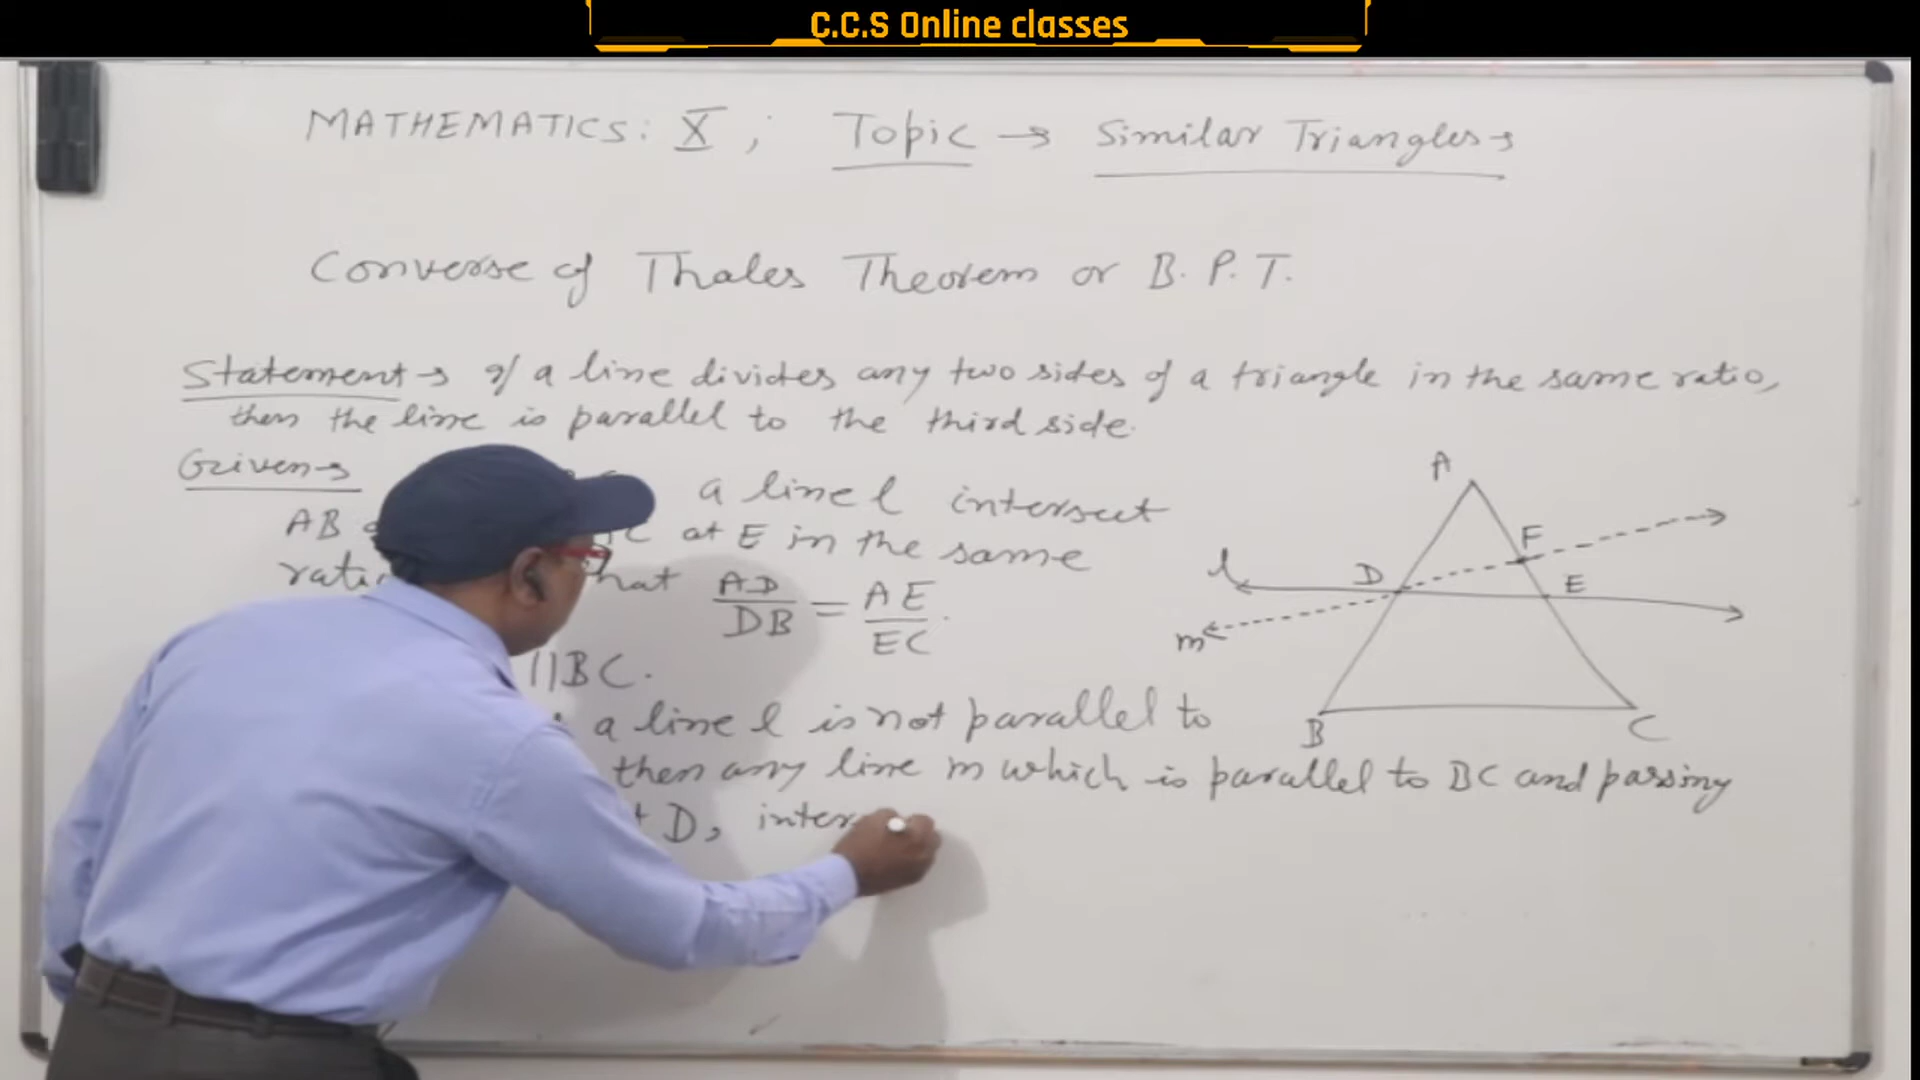 C.C.S Online classes
MATHEMATICS: X ; Topic → Similar Triangles →
Converse of Thales Theorem or B. P. T.
Statement → If a line divides any two sides of a triangle in the same ratio,
then the line is parallel to the third side.
Given → a line l intersect
AB at E in the same
AD/DB = AE/EC .
||BC.
a line l is not parallel to
then any line m which is parallel to BC and passing
D, inter
A
F
l D E
m
B C